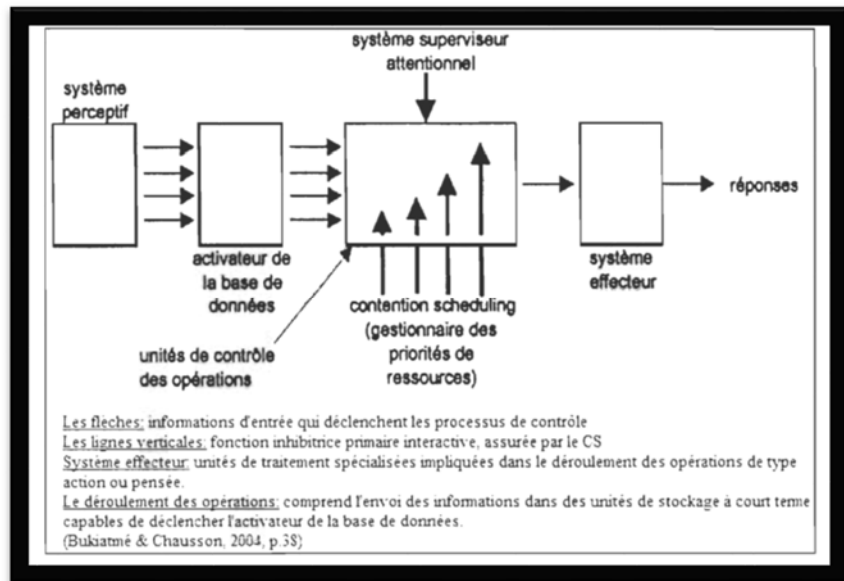 système superviseur
attentionnel
système
perceptif
réponses
activateur de
la base de
données
système
effecteur
contention scheduling
(gestionnaire des
priorités de
ressources)
unités de contrôle
des opérations
Les flèches: informations d'entrée qui déclenchent les processus de contrôle
Les lignes verticales: fonction inhibitrice primaire interactive, assurée par le CS
Système effecteur: unités de traitement spécialisées impliquées dans le déroulement des opérations de type
action ou pensée.
Le déroulement des opérations: comprend l'envoi des informations dans des unités de stockage à court terme
capables de déclencher l'activateur de la base de données.
(Bukiatmé & Chausson, 2004, p.38)